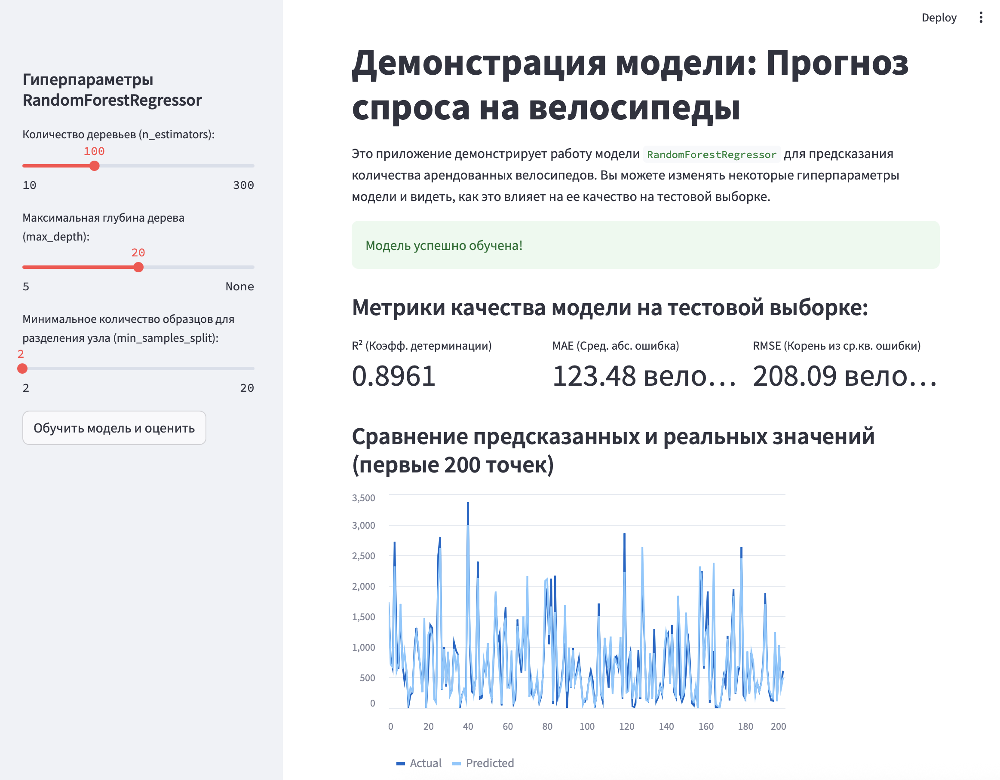 Deploy
Гиперпараметры
RandomForestRegressor
Количество деревьев (n_estimators):
100
10 300
Максимальная глубина дерева
(max_depth):
20
5 None
Минимальное количество образцов для
разделения узла (min_samples_split):
2
2 20
Обучить модель и оценить
Демонстрация модели: Прогноз
спроса на велосипеды
Это приложение демонстрирует работу модели RandomForestRegressor для предсказания
количества арендованных велосипедов. Вы можете изменять некоторые гиперпараметры
модели и видеть, как это влияет на ее качество на тестовой выборке.
Модель успешно обучена!
Метрики качества модели на тестовой выборке:
R² (Коэфф. детерминации) MAE (Сред. абс. ошибка) RMSE (Корень из ср.кв. ошибки)
0.8961 123.48 вело… 208.09 вело…
Сравнение предсказанных и реальных значений
(первые 200 точек)
3,500
3,000
2,500
2,000
1,500
1,000
500
0
0 20 40 60 80 100 120 140 160 180 200
Actual Predicted